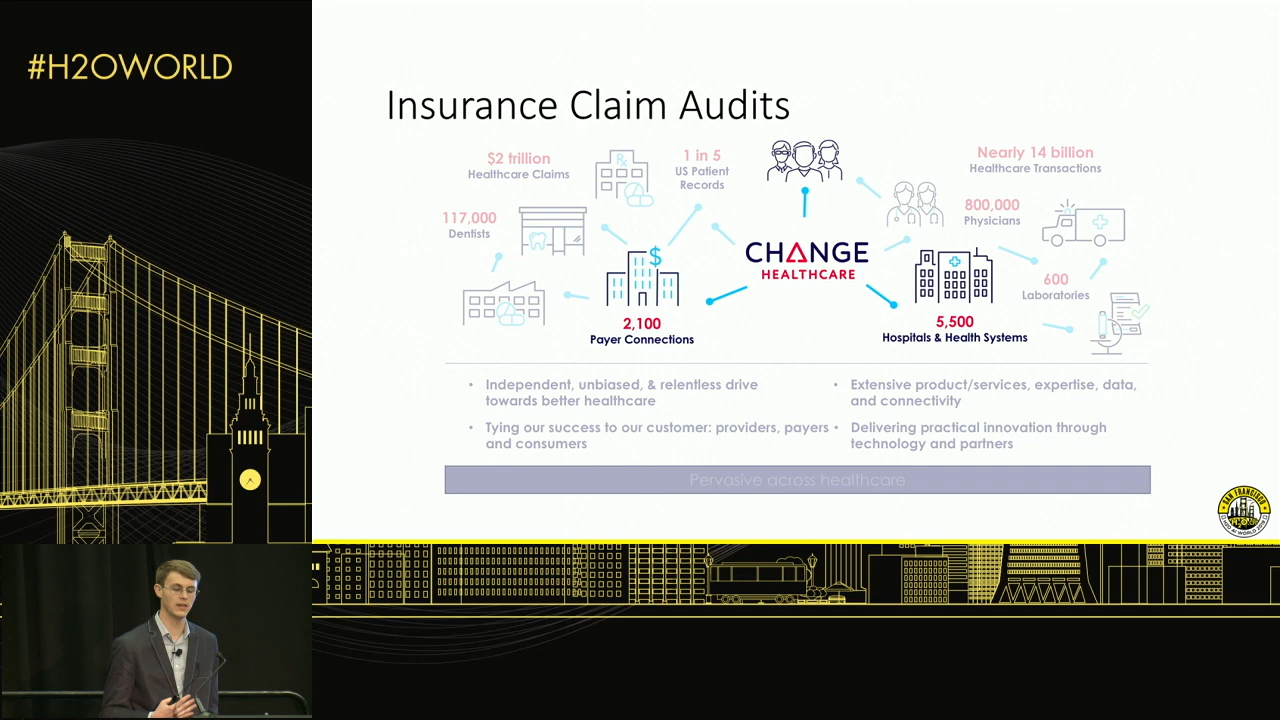 #H2OWORLD
Insurance Claim Audits
$2 trillion
Healthcare Claims
Rx
1 in 5
US Patient
Records
Nearly 14 billion
Healthcare Transactions
117,000
Dentists
800,000
Physicians
$
CHANGE
HEALTHCARE
600
Laboratories
2,100
Payer Connections
5,500
Hospitals & Health Systems
• Independent, unbiased, & relentless drive
towards better healthcare
• Tying our success to our customer: providers, payers
and consumers
• Extensive product/services, expertise, data,
and connectivity
• Delivering practical innovation through
technology and partners
Pervasive across healthcare
SAN FRANCISCO